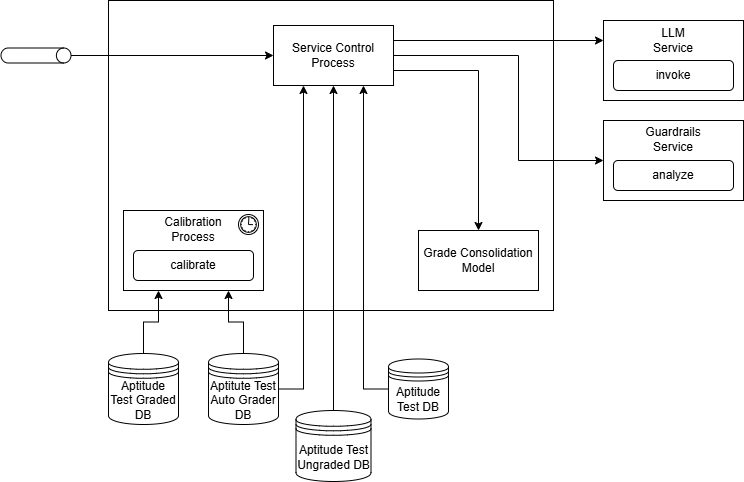 Service Control
Process
LLM
Service
invoke
Guardrails
Service
analyze
Calibration
Process
calibrate
Grade Consolidation
Model
Aptitude
Test Graded
DB
Aptitute Test
Auto Grader
DB
Aptitude Test
Ungraded DB
Aptitude
Test DB